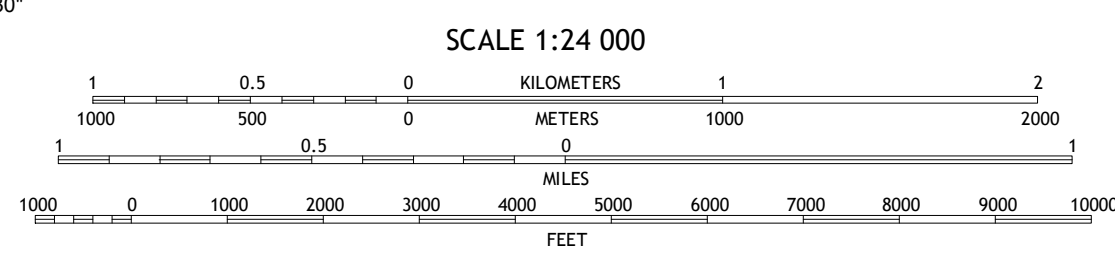 30"
SCALE 1:24 000
1 0.5 0 KILOMETERS 1 2
1000 500 0 METERS 1000 2000
1 0.5 0 1
MILES
1000 0 1000 2000 3000 4000 5000 6000 7000 8000 9000 10000
FEET